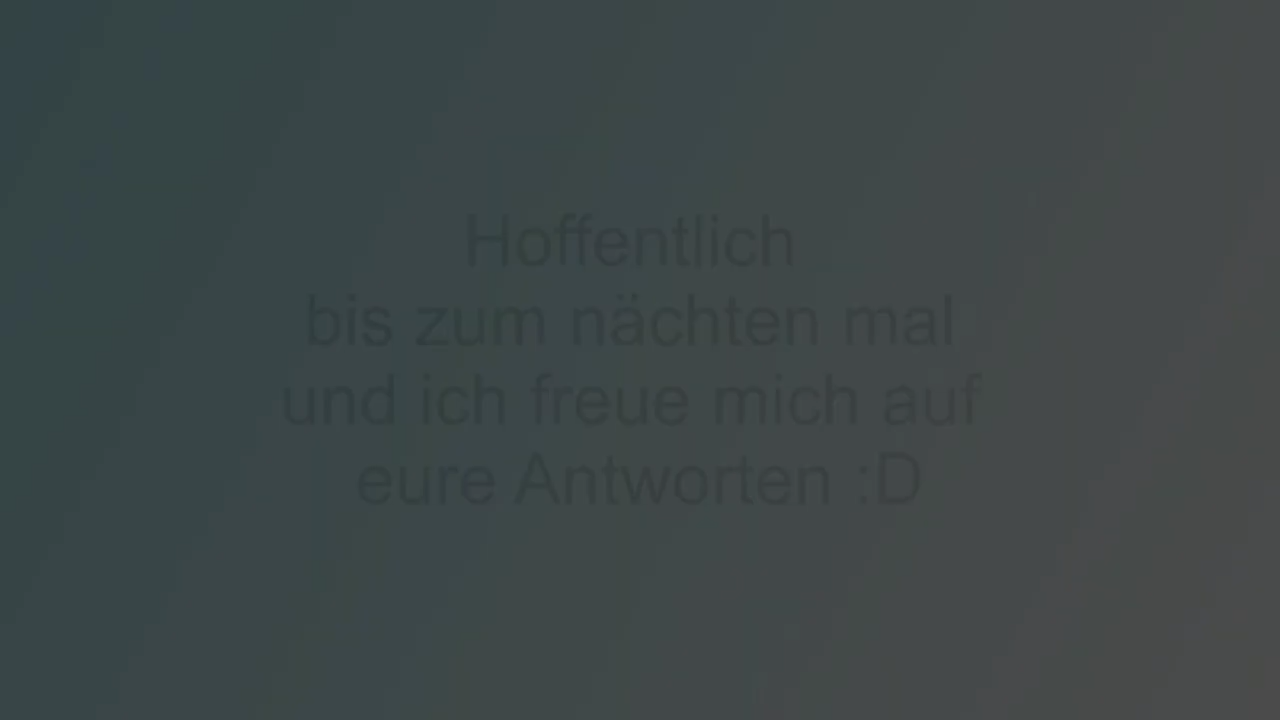 Hoffentlich
bis zum nächten mal
und ich freue mich auf
eure Antworten :D